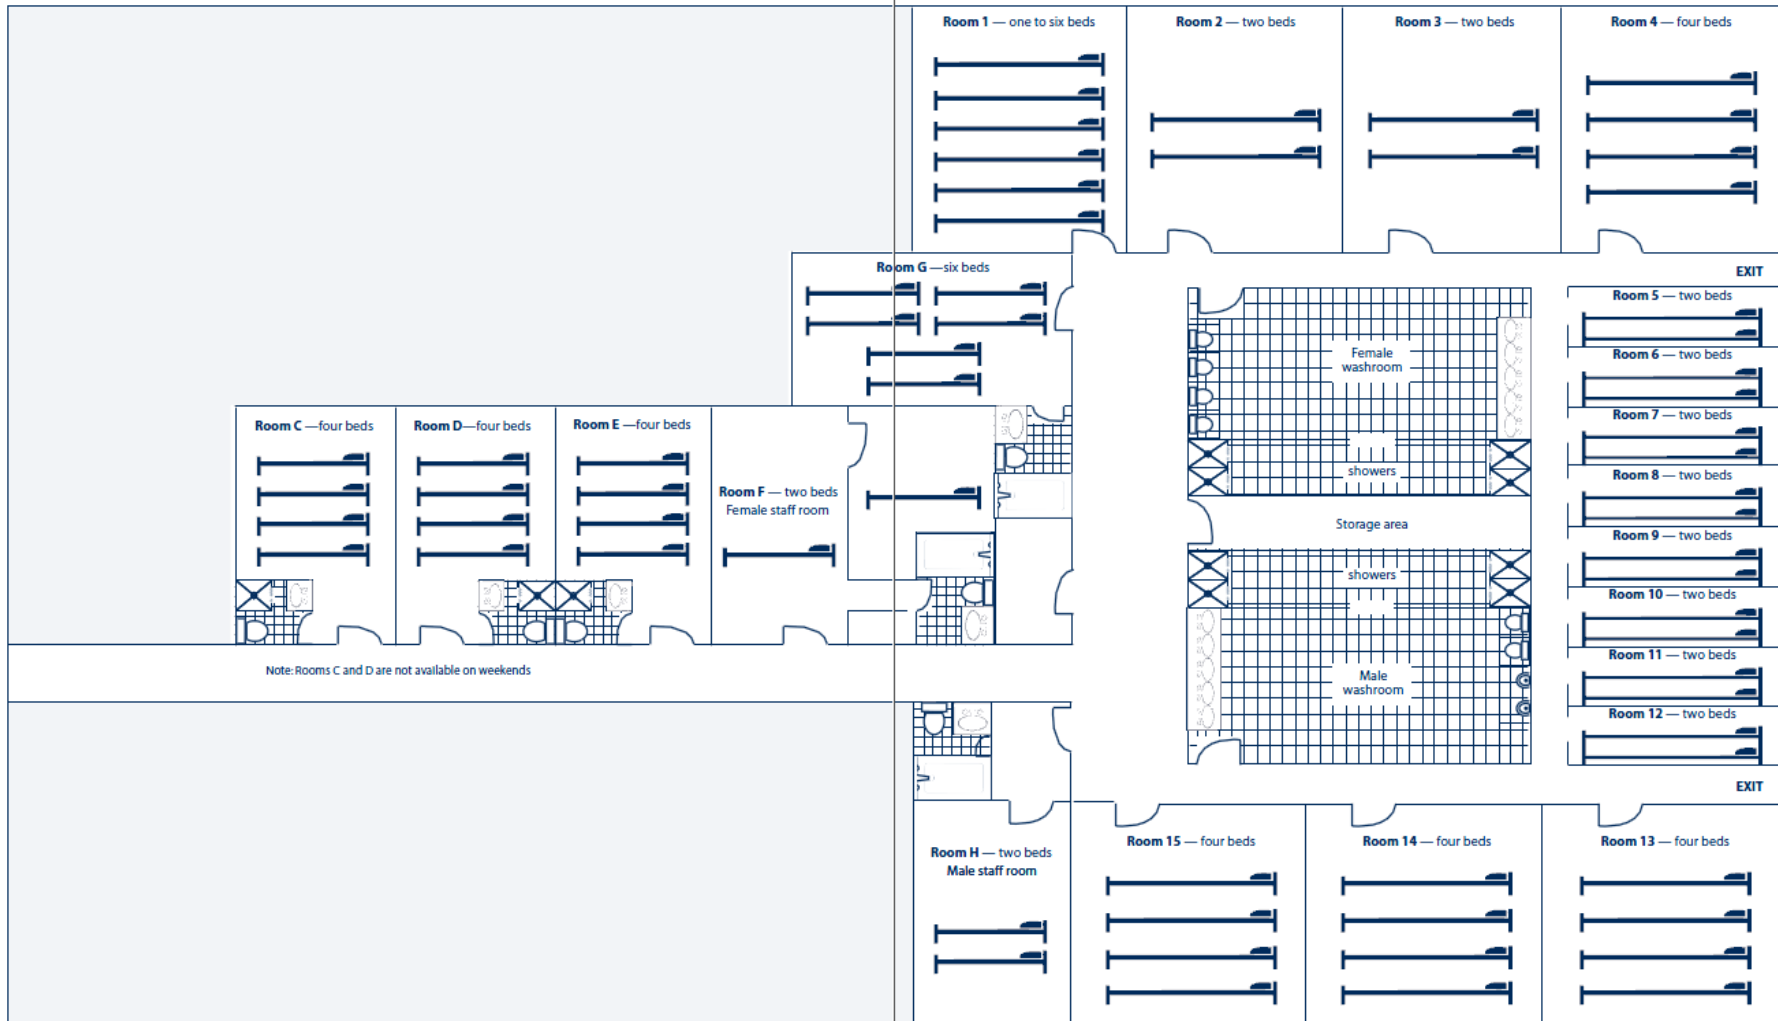 Room 1 — one to six beds
Room 2 — two beds
Room 3 — two beds
Room 4 — four beds
Room G —six beds
EXIT
Room 5 — two beds
Room 6 — two beds
Room 7 — two beds
Room 8 — two beds
Room 9 — two beds
Room 10 — two beds
Room 11 — two beds
Room 12 — two beds
EXIT
Female
washroom
showers
Storage area
showers
Male
washroom
Room C —four beds
Room D—four beds
Room E —four beds
Room F — two beds
Female staff room
Note: Rooms C and D are not available on weekends
Room H — two beds
Male staff room
Room 15 — four beds
Room 14 — four beds
Room 13 — four beds